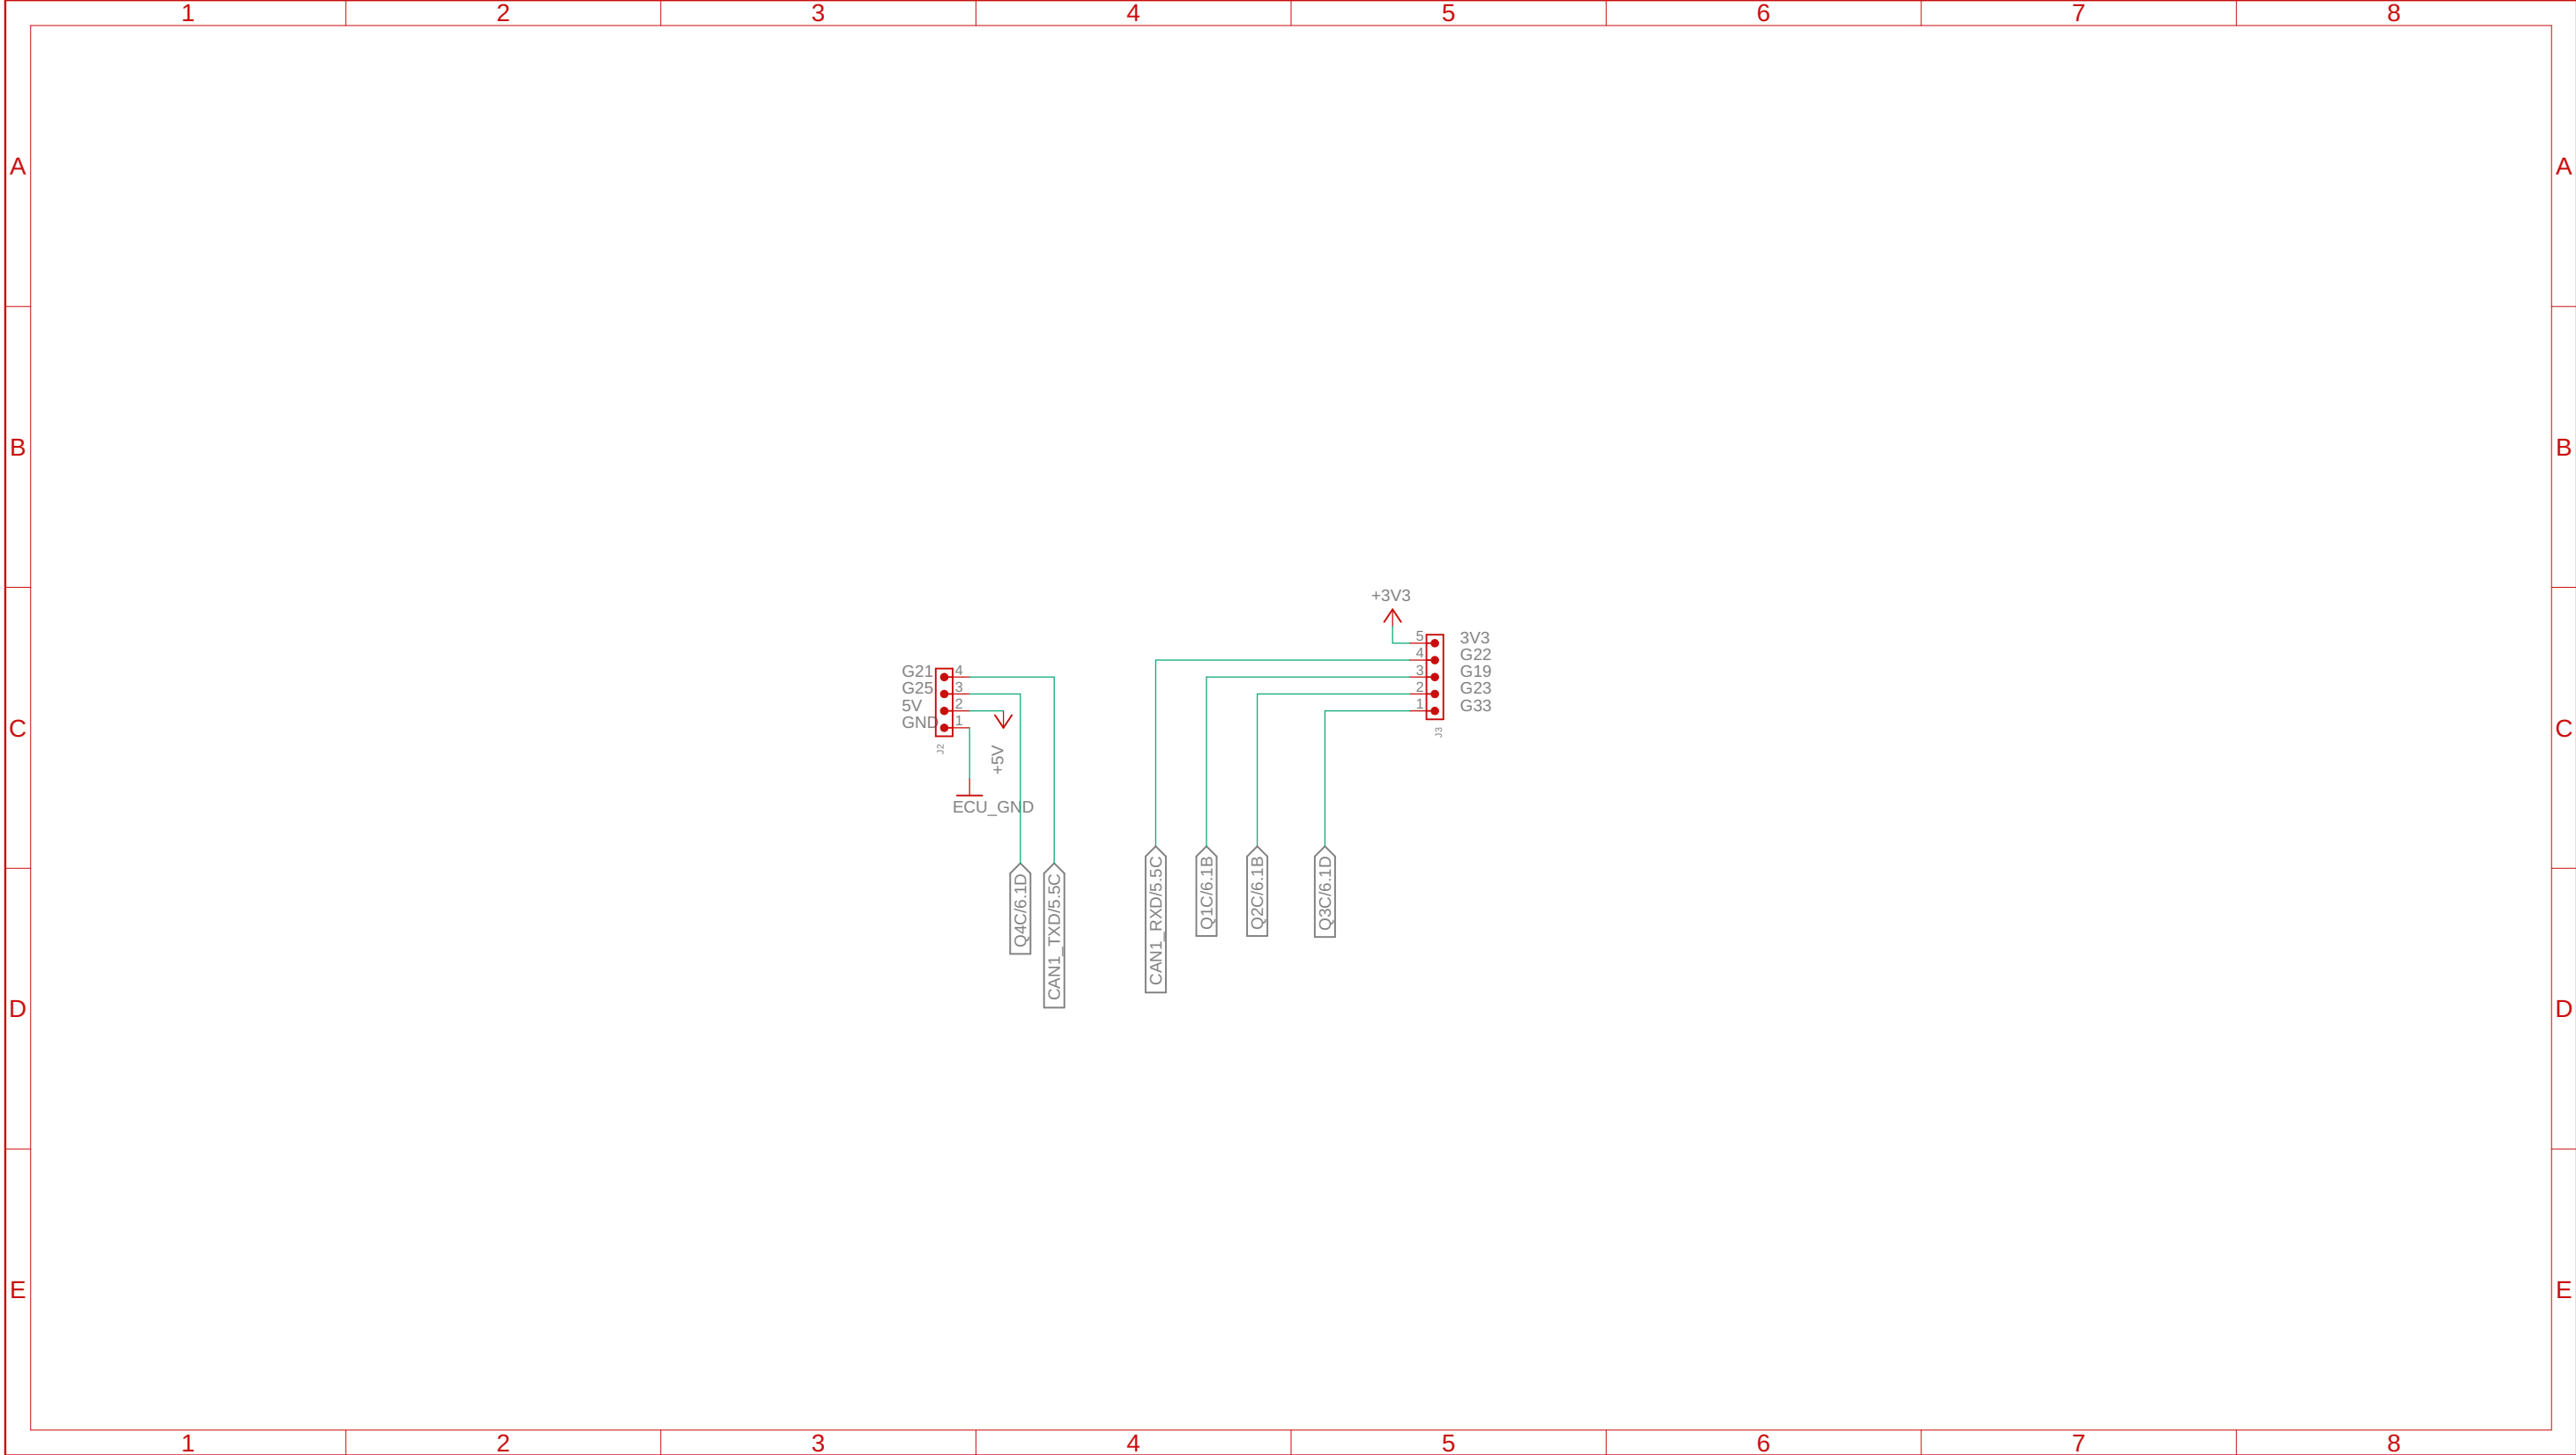 1 2 3 4 5 6 7 8
A A
B B
+3V3
5 3V3
4 G22
3 G19
2 G23
1 G33
J3
G21 4
G25 3
5V 2
GND 1
J2
+5V
ECU_GND
C C
Q4C/6.1D
CAN1_TXD/5.5C
CAN1_RXD/5.5C
Q1C/6.1B
Q2C/6.1B
Q3C/6.1D
D D
E E
1 2 3 4 5 6 7 8